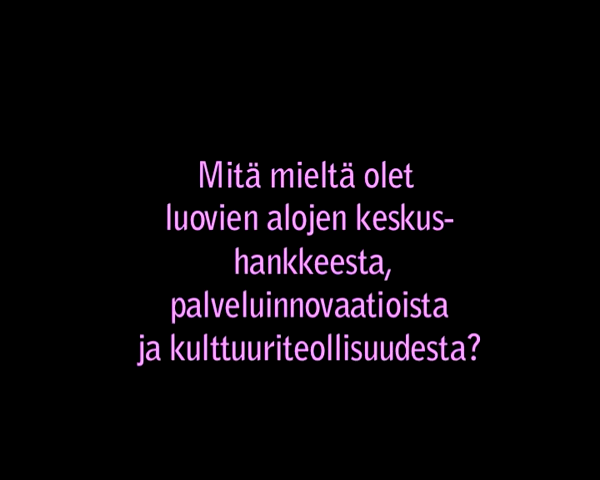 Mitä mieltä olet
luovien alojen keskus-
hankkeesta,
palveluinnovaatioista
ja kulttuuriteollisuudesta?